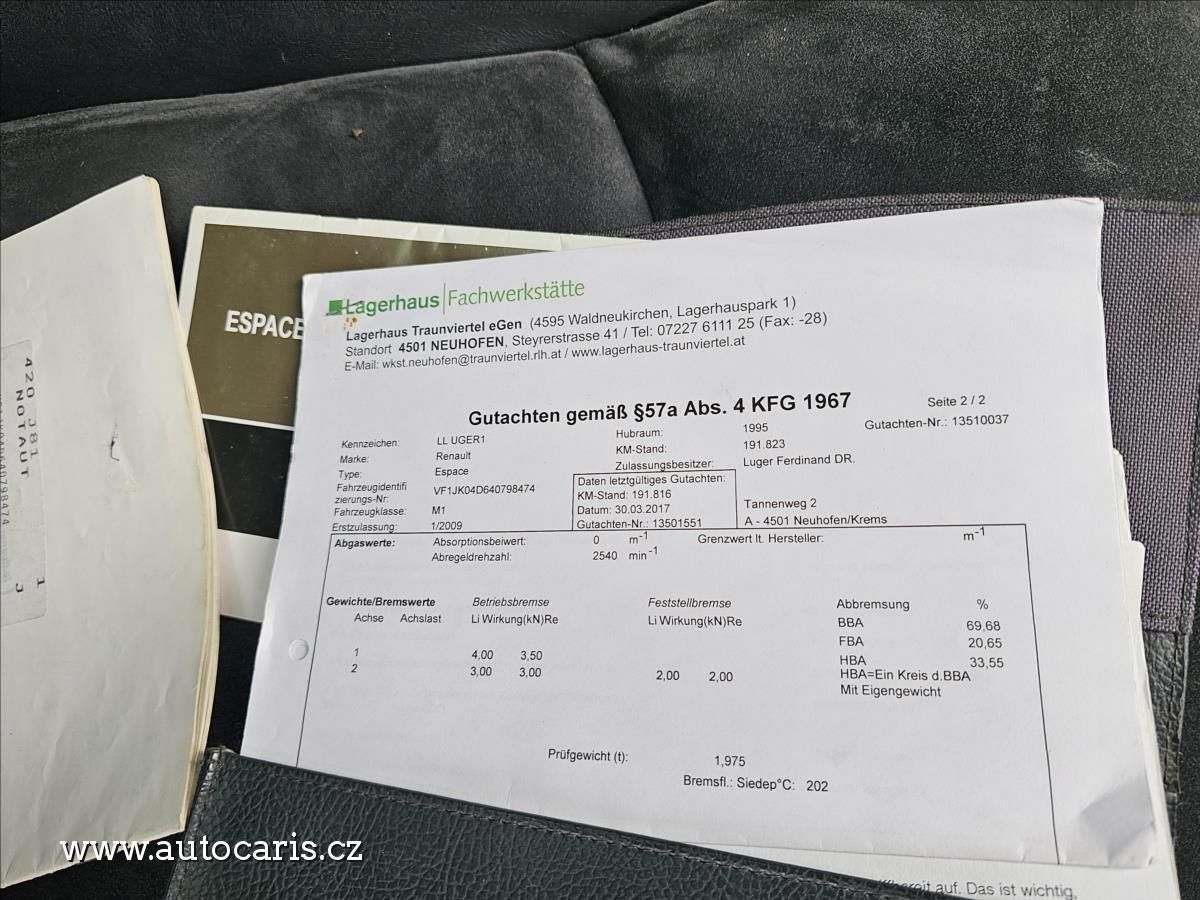 ESPACE
420 J81
NOTAUT
Lagerhaus Fachwerkstätte
Lagerhaus Traunviertel eGen (4595 Waldneukirchen, Lagerhauspark 1)
Standort 4501 NEUHOFEN, Steyrerstrasse 41 / Tel: 07227 6111 25 (Fax: -28)
E-Mail: wkst.neuhofen@traunviertel.rlh.at / www.lagerhaus-traunviertel.at
Gutachten gemäß §57a Abs. 4 KFG 1967
Seite 2 / 2
Gutachten-Nr.: 13510037
Kennzeichen: LL UGER1
Marke: Renault
Type: Espace
Fahrzeugidentifi
zierungs-Nr: VF1JK04D640798474
Fahrzeugklasse: M1
Erstzulassung: 1/2009
Hubraum: 1995
KM-Stand: 191.823
Zulassungsbesitzer: Luger Ferdinand DR.
Daten letztgültiges Gutachten:
KM-Stand: 191.816
Datum: 30.03.2017
Gutachten-Nr.: 13501551
Tannenweg 2
A - 4501 Neuhofen/Krems
Abgaswerte: Absorptionsbeiwert: 0 m-1 Grenzwert lt. Hersteller: m-1
Abregeldrehzahl: 2540 min-1
Gewichte/Bremswerte Betriebsbremse Feststellbremse Abbremsung %
Achse Achslast Li Wirkung(kN)Re Li Wirkung(kN)Re BBA 69,68
FBA 20,65
1 4,00 3,50 HBA 33,55
2 3,00 3,00 2,00 2,00 HBA=Ein Kreis d.BBA
Mit Eigengewicht
Prüfgewicht (t): 1,975
Bremsfl.: Siedep°C: 202
auf. Das ist wichtig,
www.autocaris.cz